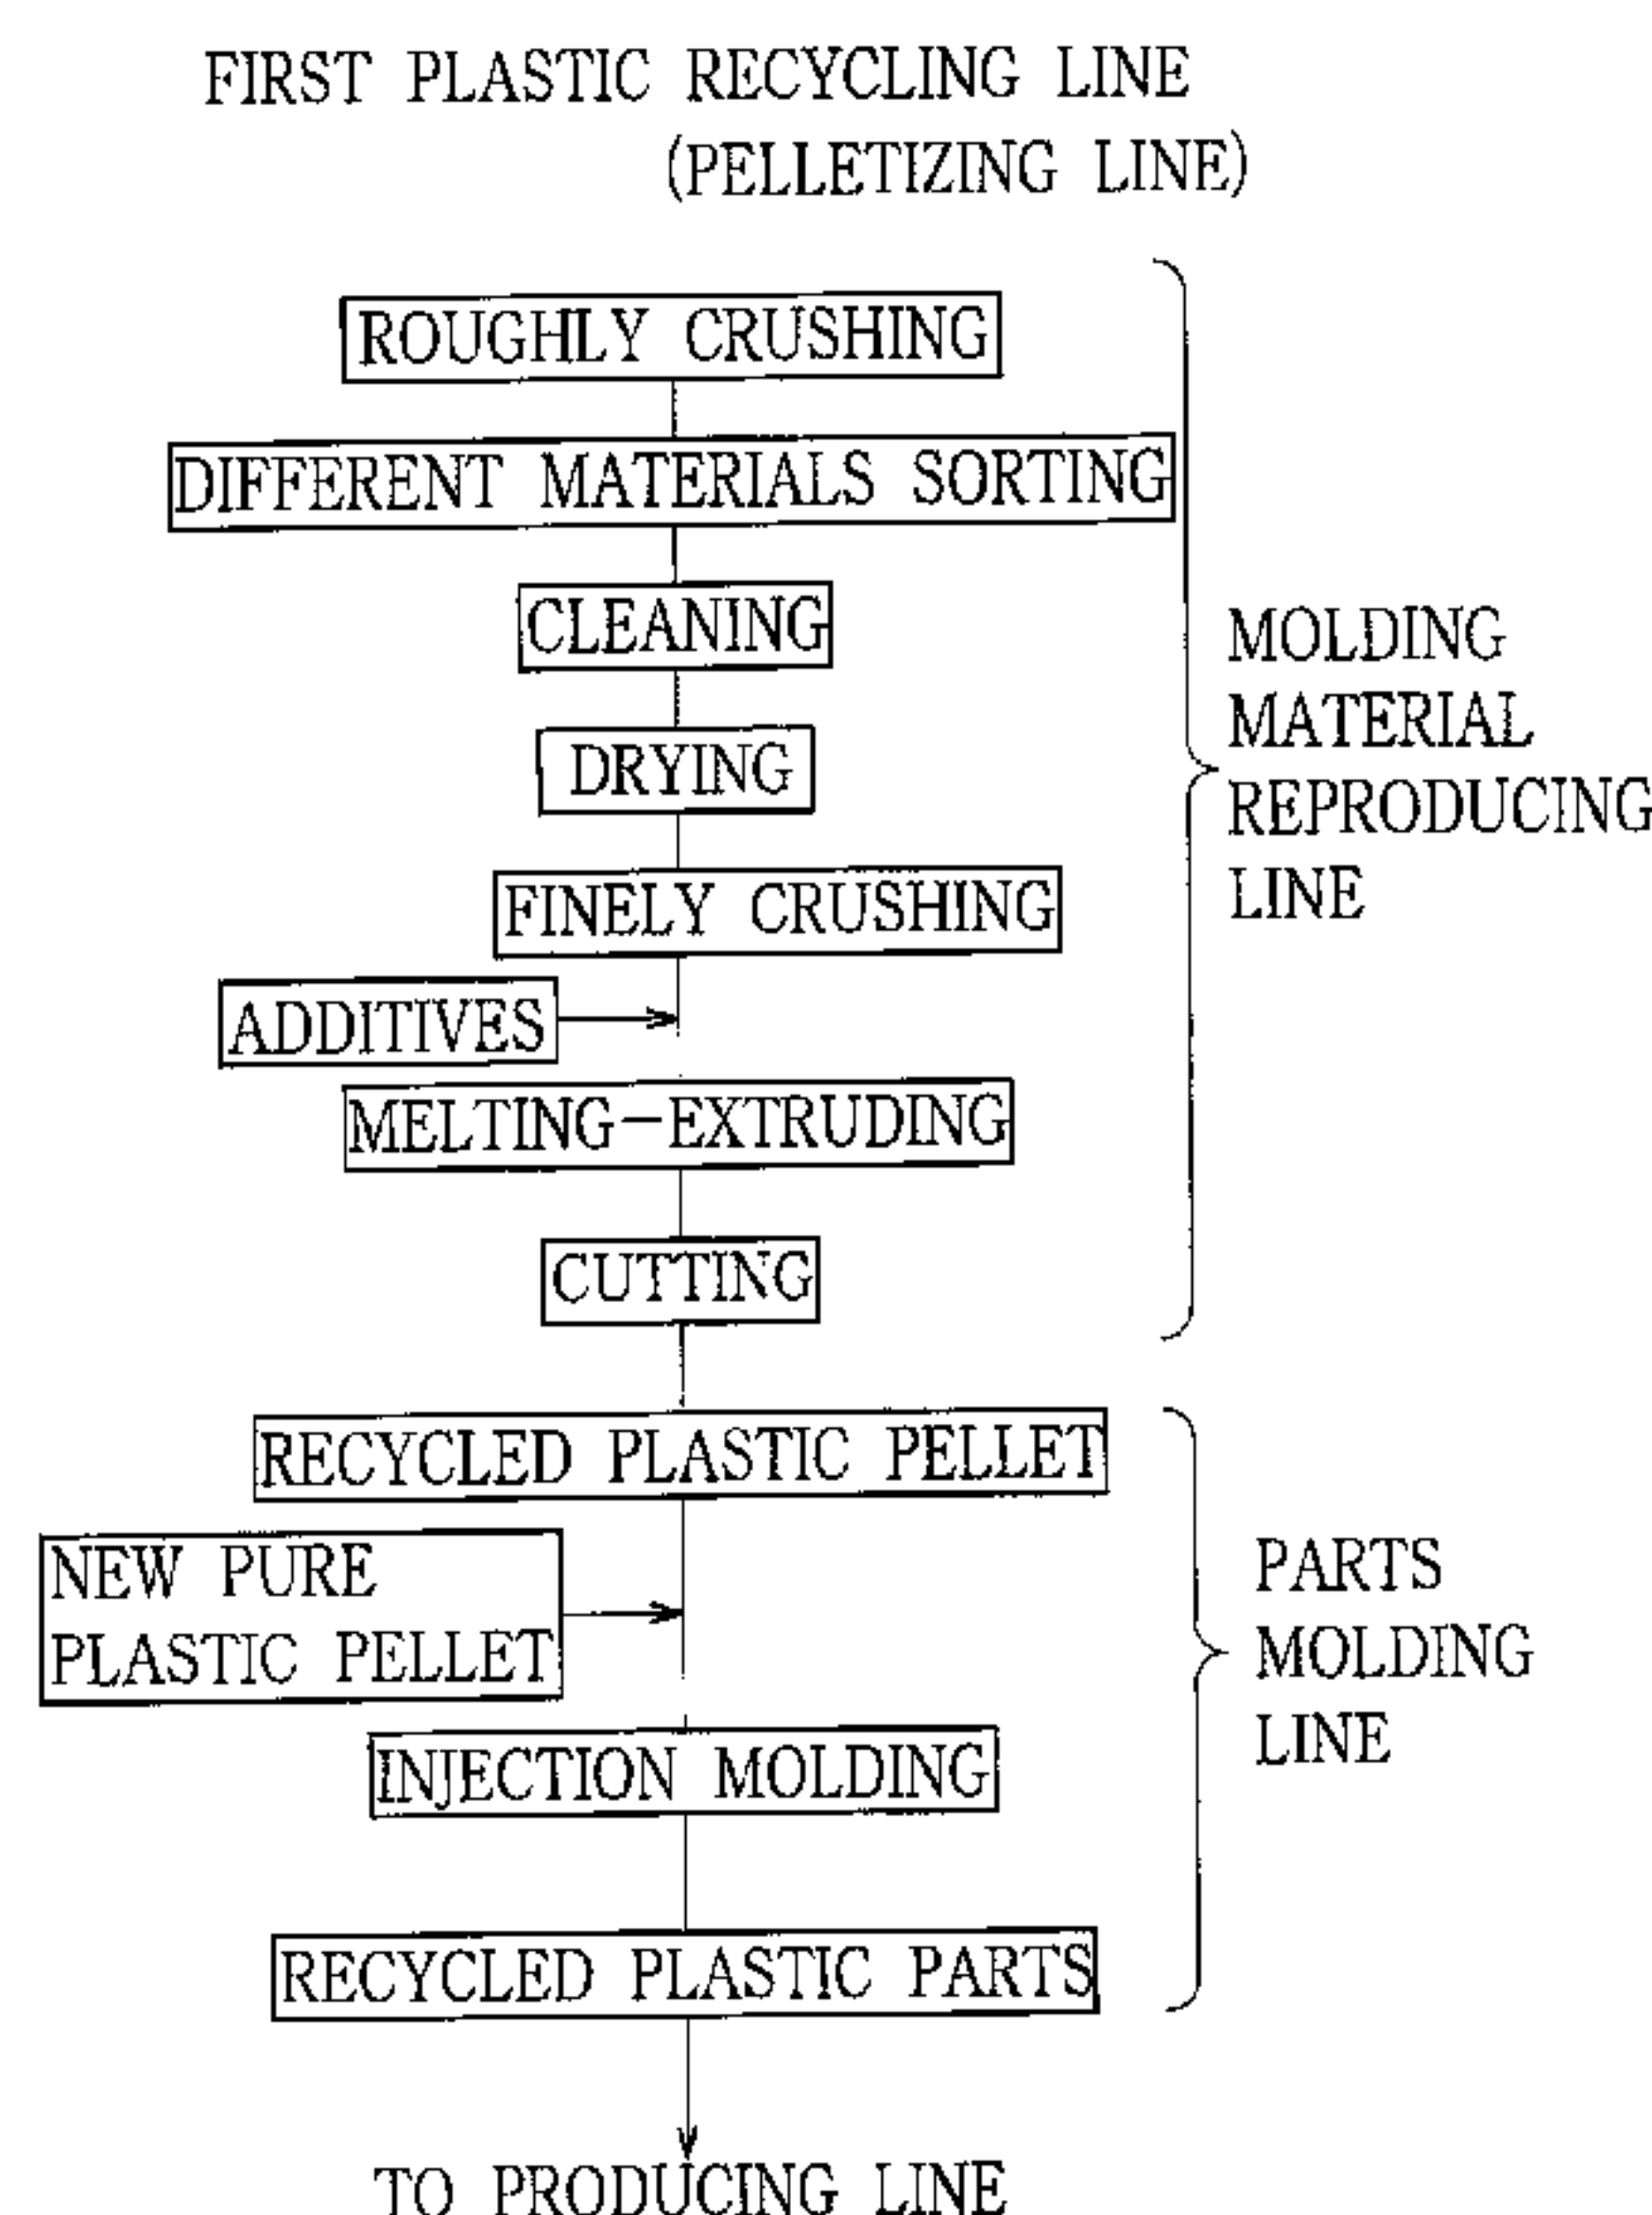 FIRST PLASTIC RECYCLING LINE
(PELLETIZING LINE)
ROUGHLY CRUSHING
DIFFERENT MATERIALS SORTING
CLEANING
DRYING
FINELY CRUSHING
ADDITIVES
MELTING-EXTRUDING
CUTTING
MOLDING
MATERIAL
REPRODUCING
LINE
RECYCLED PLASTIC PELLET
NEW PURE
PLASTIC PELLET
INJECTION MOLDING
RECYCLED PLASTIC PARTS
PARTS
MOLDING
LINE
TO PRODUCING LINE